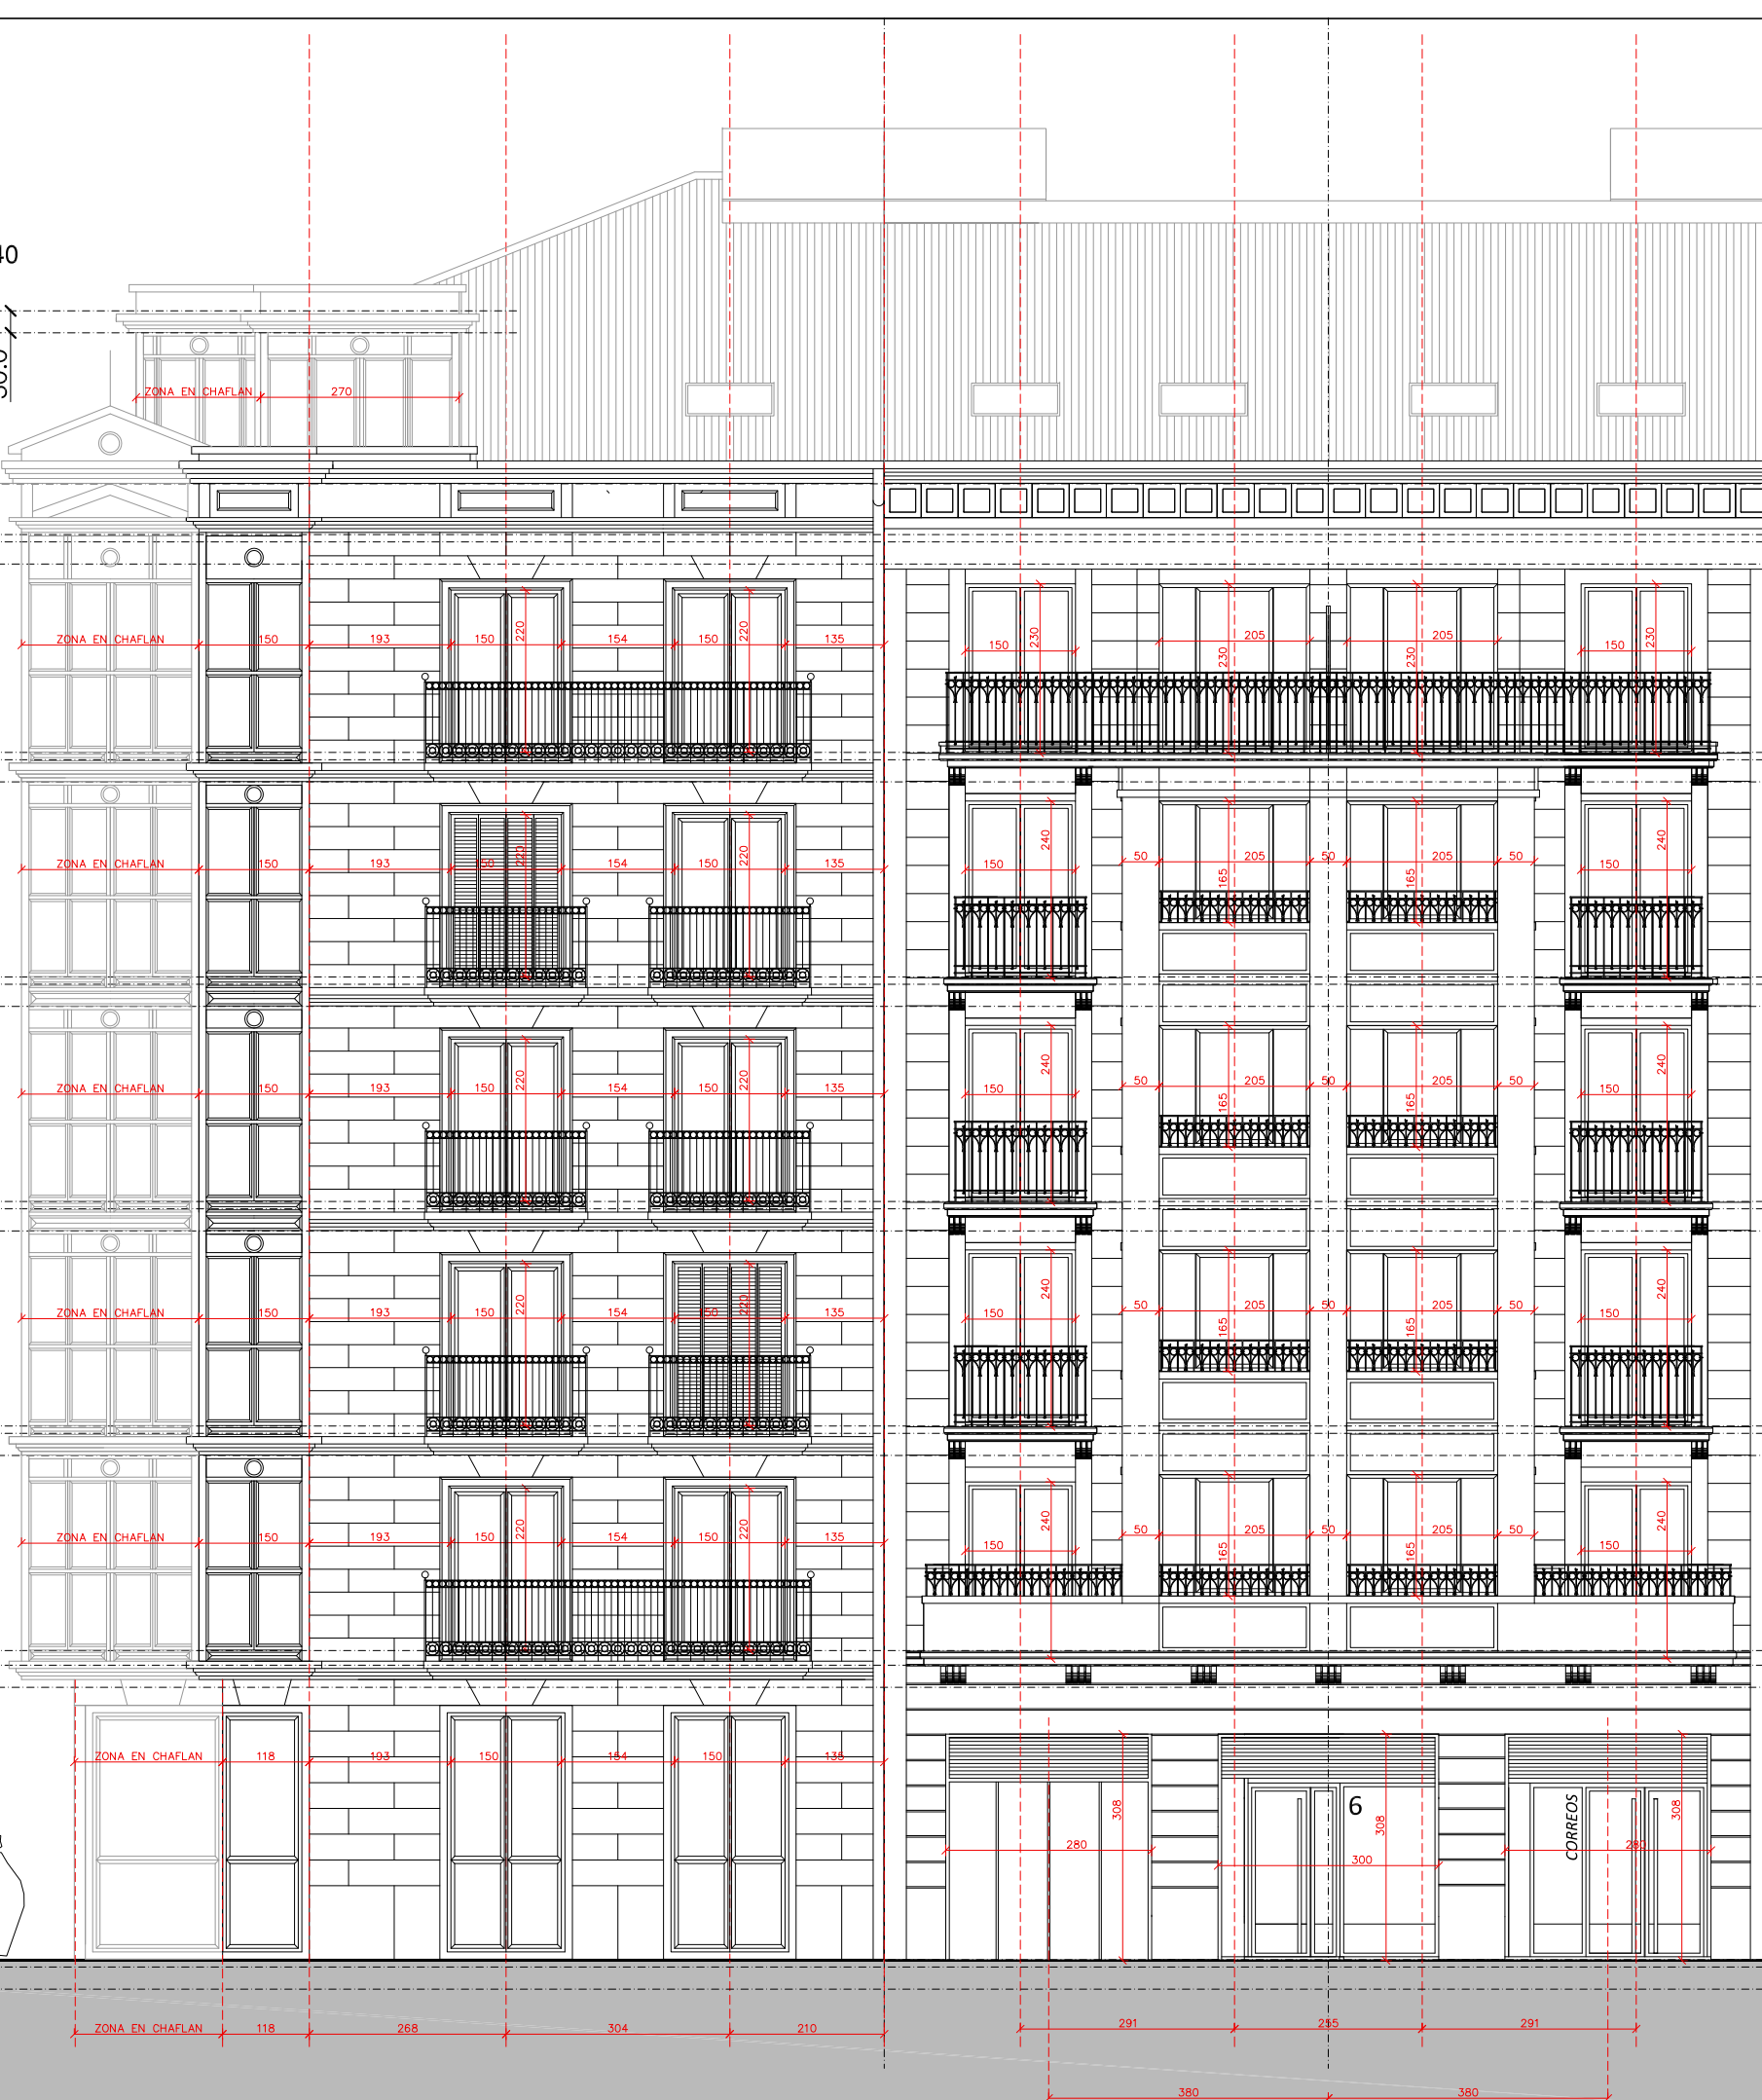 40
ZONA EN CHAFLAN 270
ZONA EN CHAFLAN 150 193 150 220 154 150 220 135 150 230 230 205 230 205 150 230
ZONA EN CHAFLAN 150 193 220 154 150 220 135 150 240 50 165 205 50 165 205 50 150 240
ZONA EN CHAFLAN 150 193 150 220 154 150 220 135 150 240 50 165 205 50 165 205 50 150 240
ZONA EN CHAFLAN 150 193 150 220 154 220 135 150 240 50 165 205 50 165 205 50 150 240
ZONA EN CHAFLAN 150 193 150 220 154 150 220 135 150 240 50 165 205 50 165 205 50 150 240
ZONA EN CHAFLAN 118 193 150 154 150 135
308 6 308 CORREOS 308
280 300 280
ZONA EN CHAFLAN 118 268 304 210 291 255 291
380 380